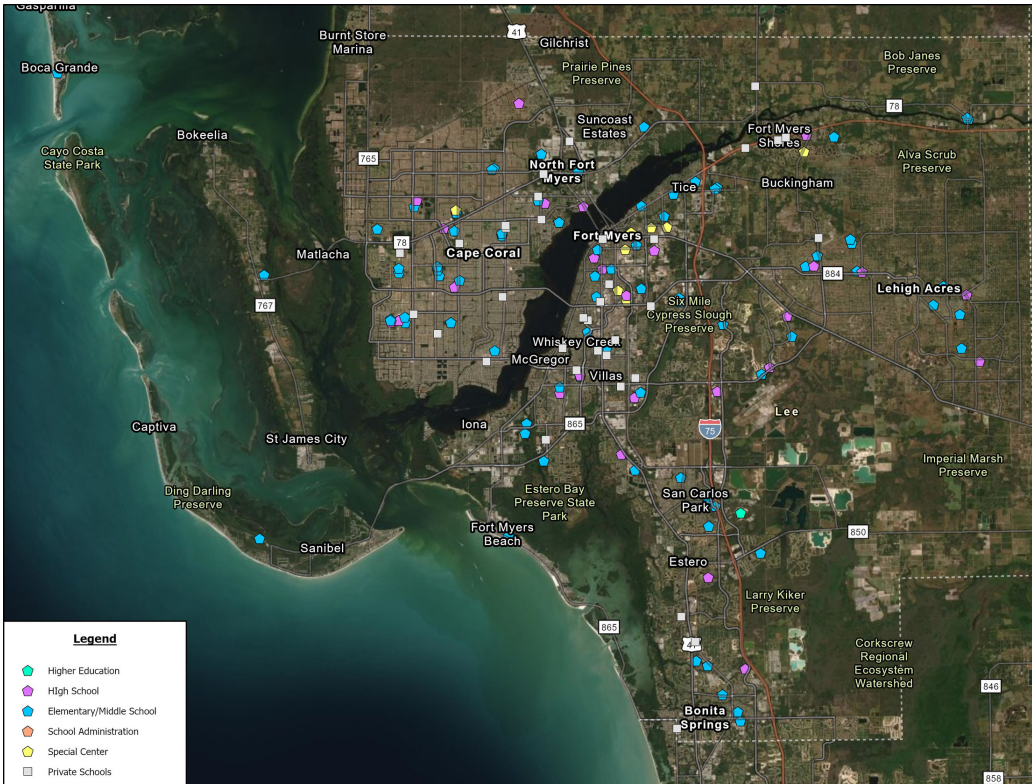 Gasparilla
Burnt Store
Marina
41
Gilchrist
Boca Grande
Prairie Pines
Preserve
Bob Janes
Preserve
78
Bokeelia
Suncoast
Estates
Fort Myers
Shores
Cayo Costa
State Park
765
North Fort
Myers
Alva Scrub
Preserve
Tice
Buckingham
Fort Myers
78
Matlacha
Cape Coral
884
Lehigh Acres
767
Six Mile
Cypress Slough
Preserve
Whiskey Creek
McGregor
Villas
Lee
Captiva
Iona
865
75
St James City
Imperial Marsh
Preserve
Ding Darling
Preserve
Estero Bay
Preserve State
Park
San Carlos
Park
Fort Myers
Beach
850
Sanibel
Estero
Larry Kiker
Preserve
865
41
Corkscrew
Regional
Ecosystem
Watershed
846
Bonita
Springs
858
Legend
Higher Education
HIgh School
Elementary/Middle School
School Administration
Special Center
Private Schools